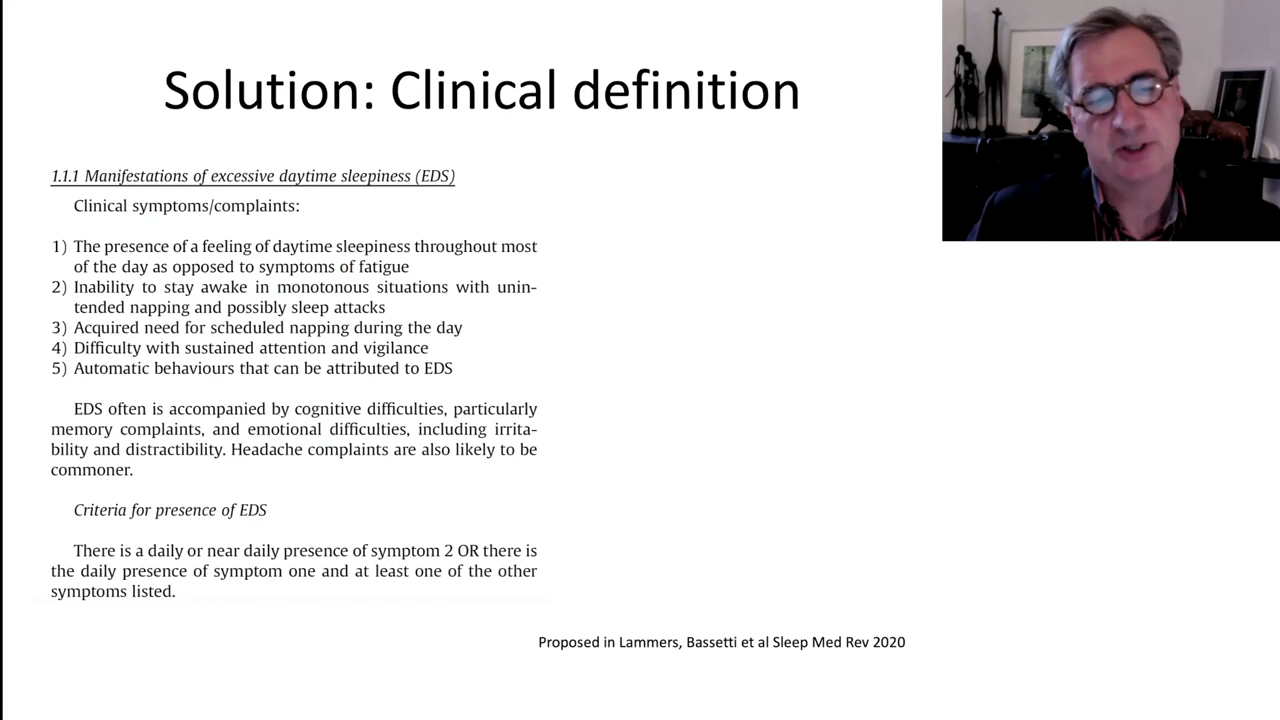 Solution: Clinical definition
1.1.1 Manifestations of excessive daytime sleepiness (EDS)
Clinical symptoms/complaints:
1) The presence of a feeling of daytime sleepiness throughout most
of the day as opposed to symptoms of fatigue
2) Inability to stay awake in monotonous situations with unin-
tended napping and possibly sleep attacks
3) Acquired need for scheduled napping during the day
4) Difficulty with sustained attention and vigilance
5) Automatic behaviours that can be attributed to EDS
EDS often is accompanied by cognitive difficulties, particularly
memory complaints, and emotional difficulties, including irrita-
bility and distractibility. Headache complaints are also likely to be
commoner.
Criteria for presence of EDS
There is a daily or near daily presence of symptom 2 OR there is
the daily presence of symptom one and at least one of the other
symptoms listed.
Proposed in Lammers, Bassetti et al Sleep Med Rev 2020